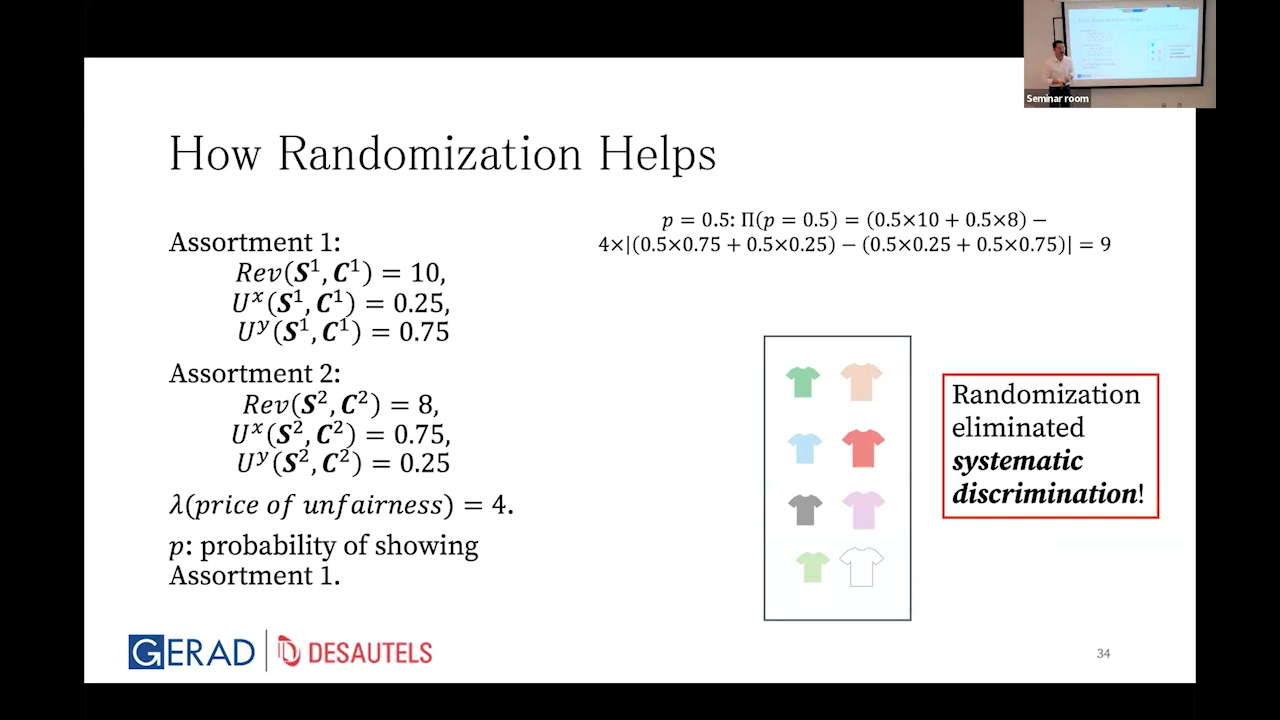 Seminar room
How Randomization Helps
Assortment 1:
𝑅𝑒𝑣(𝑺¹, 𝑪¹) = 10,
𝑈ˣ(𝑺¹, 𝑪¹) = 0.25,
𝑈ʸ(𝑺¹, 𝑪¹) = 0.75
Assortment 2:
𝑅𝑒𝑣(𝑺², 𝑪²) = 8,
𝑈ˣ(𝑺², 𝑪²) = 0.75,
𝑈ʸ(𝑺², 𝑪²) = 0.25
𝜆(𝑝𝑟𝑖𝑐𝑒 𝑜𝑓 𝑢𝑛𝑓𝑎𝑖𝑟𝑛𝑒𝑠𝑠) = 4.
𝑝: probability of showing
Assortment 1.
𝑝 = 0.5: Π(𝑝 = 0.5) = (0.5×10 + 0.5×8) −
4×|(0.5×0.75 + 0.5×0.25) − (0.5×0.25 + 0.5×0.75)| = 9
Randomization
eliminated
systematic
discrimination!
GERAD | DESAUTELS
34